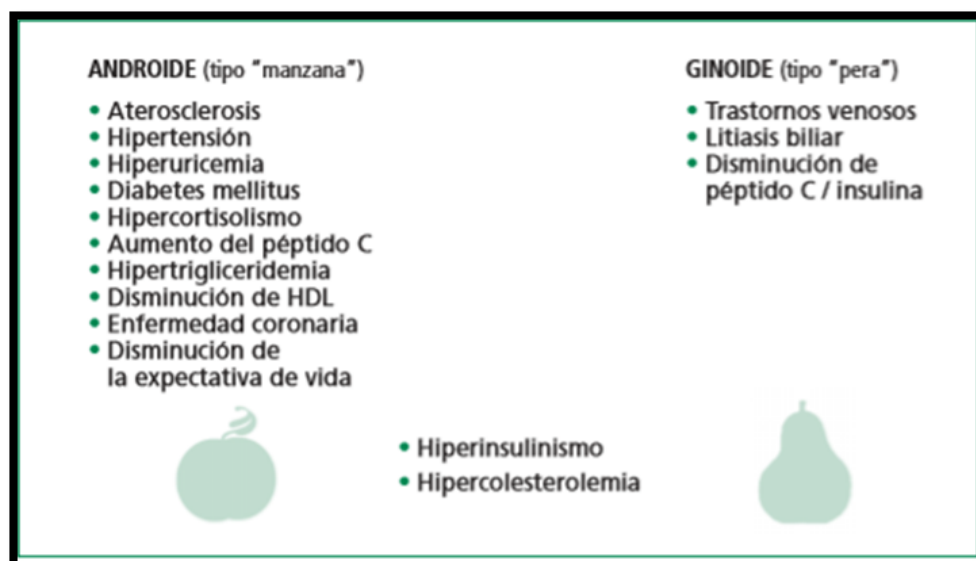 ANDROIDE (tipo "manzana")
• Aterosclerosis
• Hipertensión
• Hiperuricemia
• Diabetes mellitus
• Hipercortisolismo
• Aumento del péptido C
• Hipertrigliceridemia
• Disminución de HDL
• Enfermedad coronaria
• Disminución de
la expectativa de vida
GINOIDE (tipo "pera")
• Trastornos venosos
• Litiasis biliar
• Disminución de
péptido C / insulina
• Hiperinsulinismo
• Hipercolesterolemia